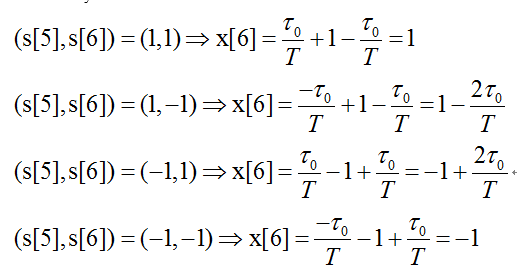 (s[5],s[6]) = (1,1) ⇒ x[6] = τ₀/T + 1 − τ₀/T = 1
(s[5],s[6]) = (1,−1) ⇒ x[6] = −τ₀/T + 1 − τ₀/T = 1 − 2τ₀/T
(s[5],s[6]) = (−1,1) ⇒ x[6] = τ₀/T − 1 + τ₀/T = −1 + 2τ₀/T
(s[5],s[6]) = (−1,−1) ⇒ x[6] = −τ₀/T − 1 + τ₀/T = −1